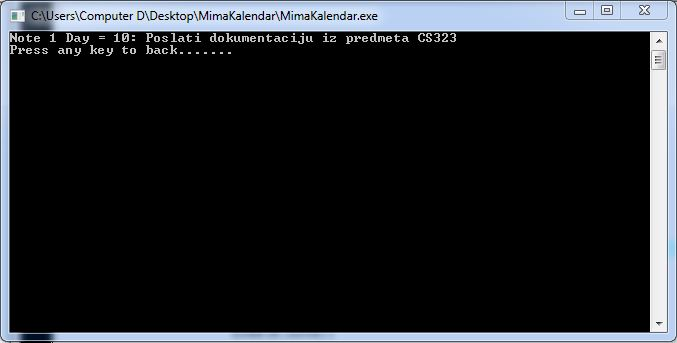 C:\Users\Computer D\Desktop\MimaKalendar\MimaKalendar.exe
Note 1 Day = 10: Poslati dokumentaciju iz predmeta CS323
Press any key to back.......